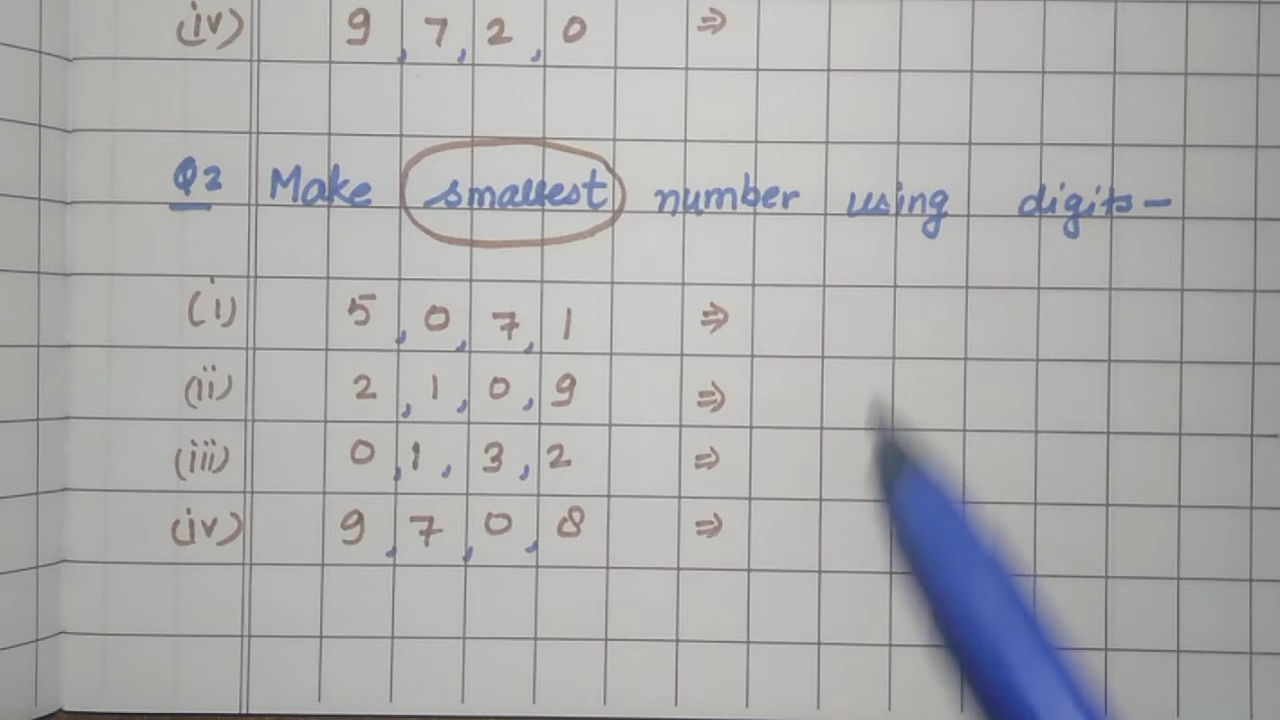 (iv) 9 , 7 , 2 , 0 ⇒
Q2 Make smallest number using digits-
(i) 5 , 0 , 7 , 1 ⇒
(ii) 2 , 1 , 0 , 9 ⇒
(iii) 0 , 1 , 3 , 2 ⇒
(iv) 9 , 7 , 0 , 8 ⇒